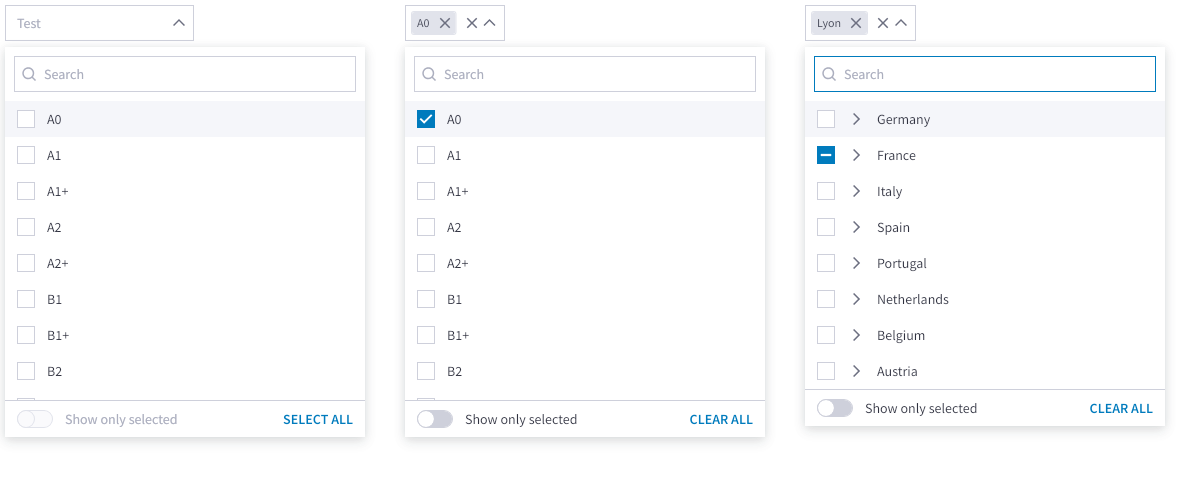 Test
Search
A0
A1
A1+
A2
A2+
B1
B1+
B2
Show only selected
SELECT ALL
A0
Search
A0
A1
A1+
A2
A2+
B1
B1+
B2
Show only selected
CLEAR ALL
Lyon
Search
Germany
France
Italy
Spain
Portugal
Netherlands
Belgium
Austria
Show only selected
CLEAR ALL